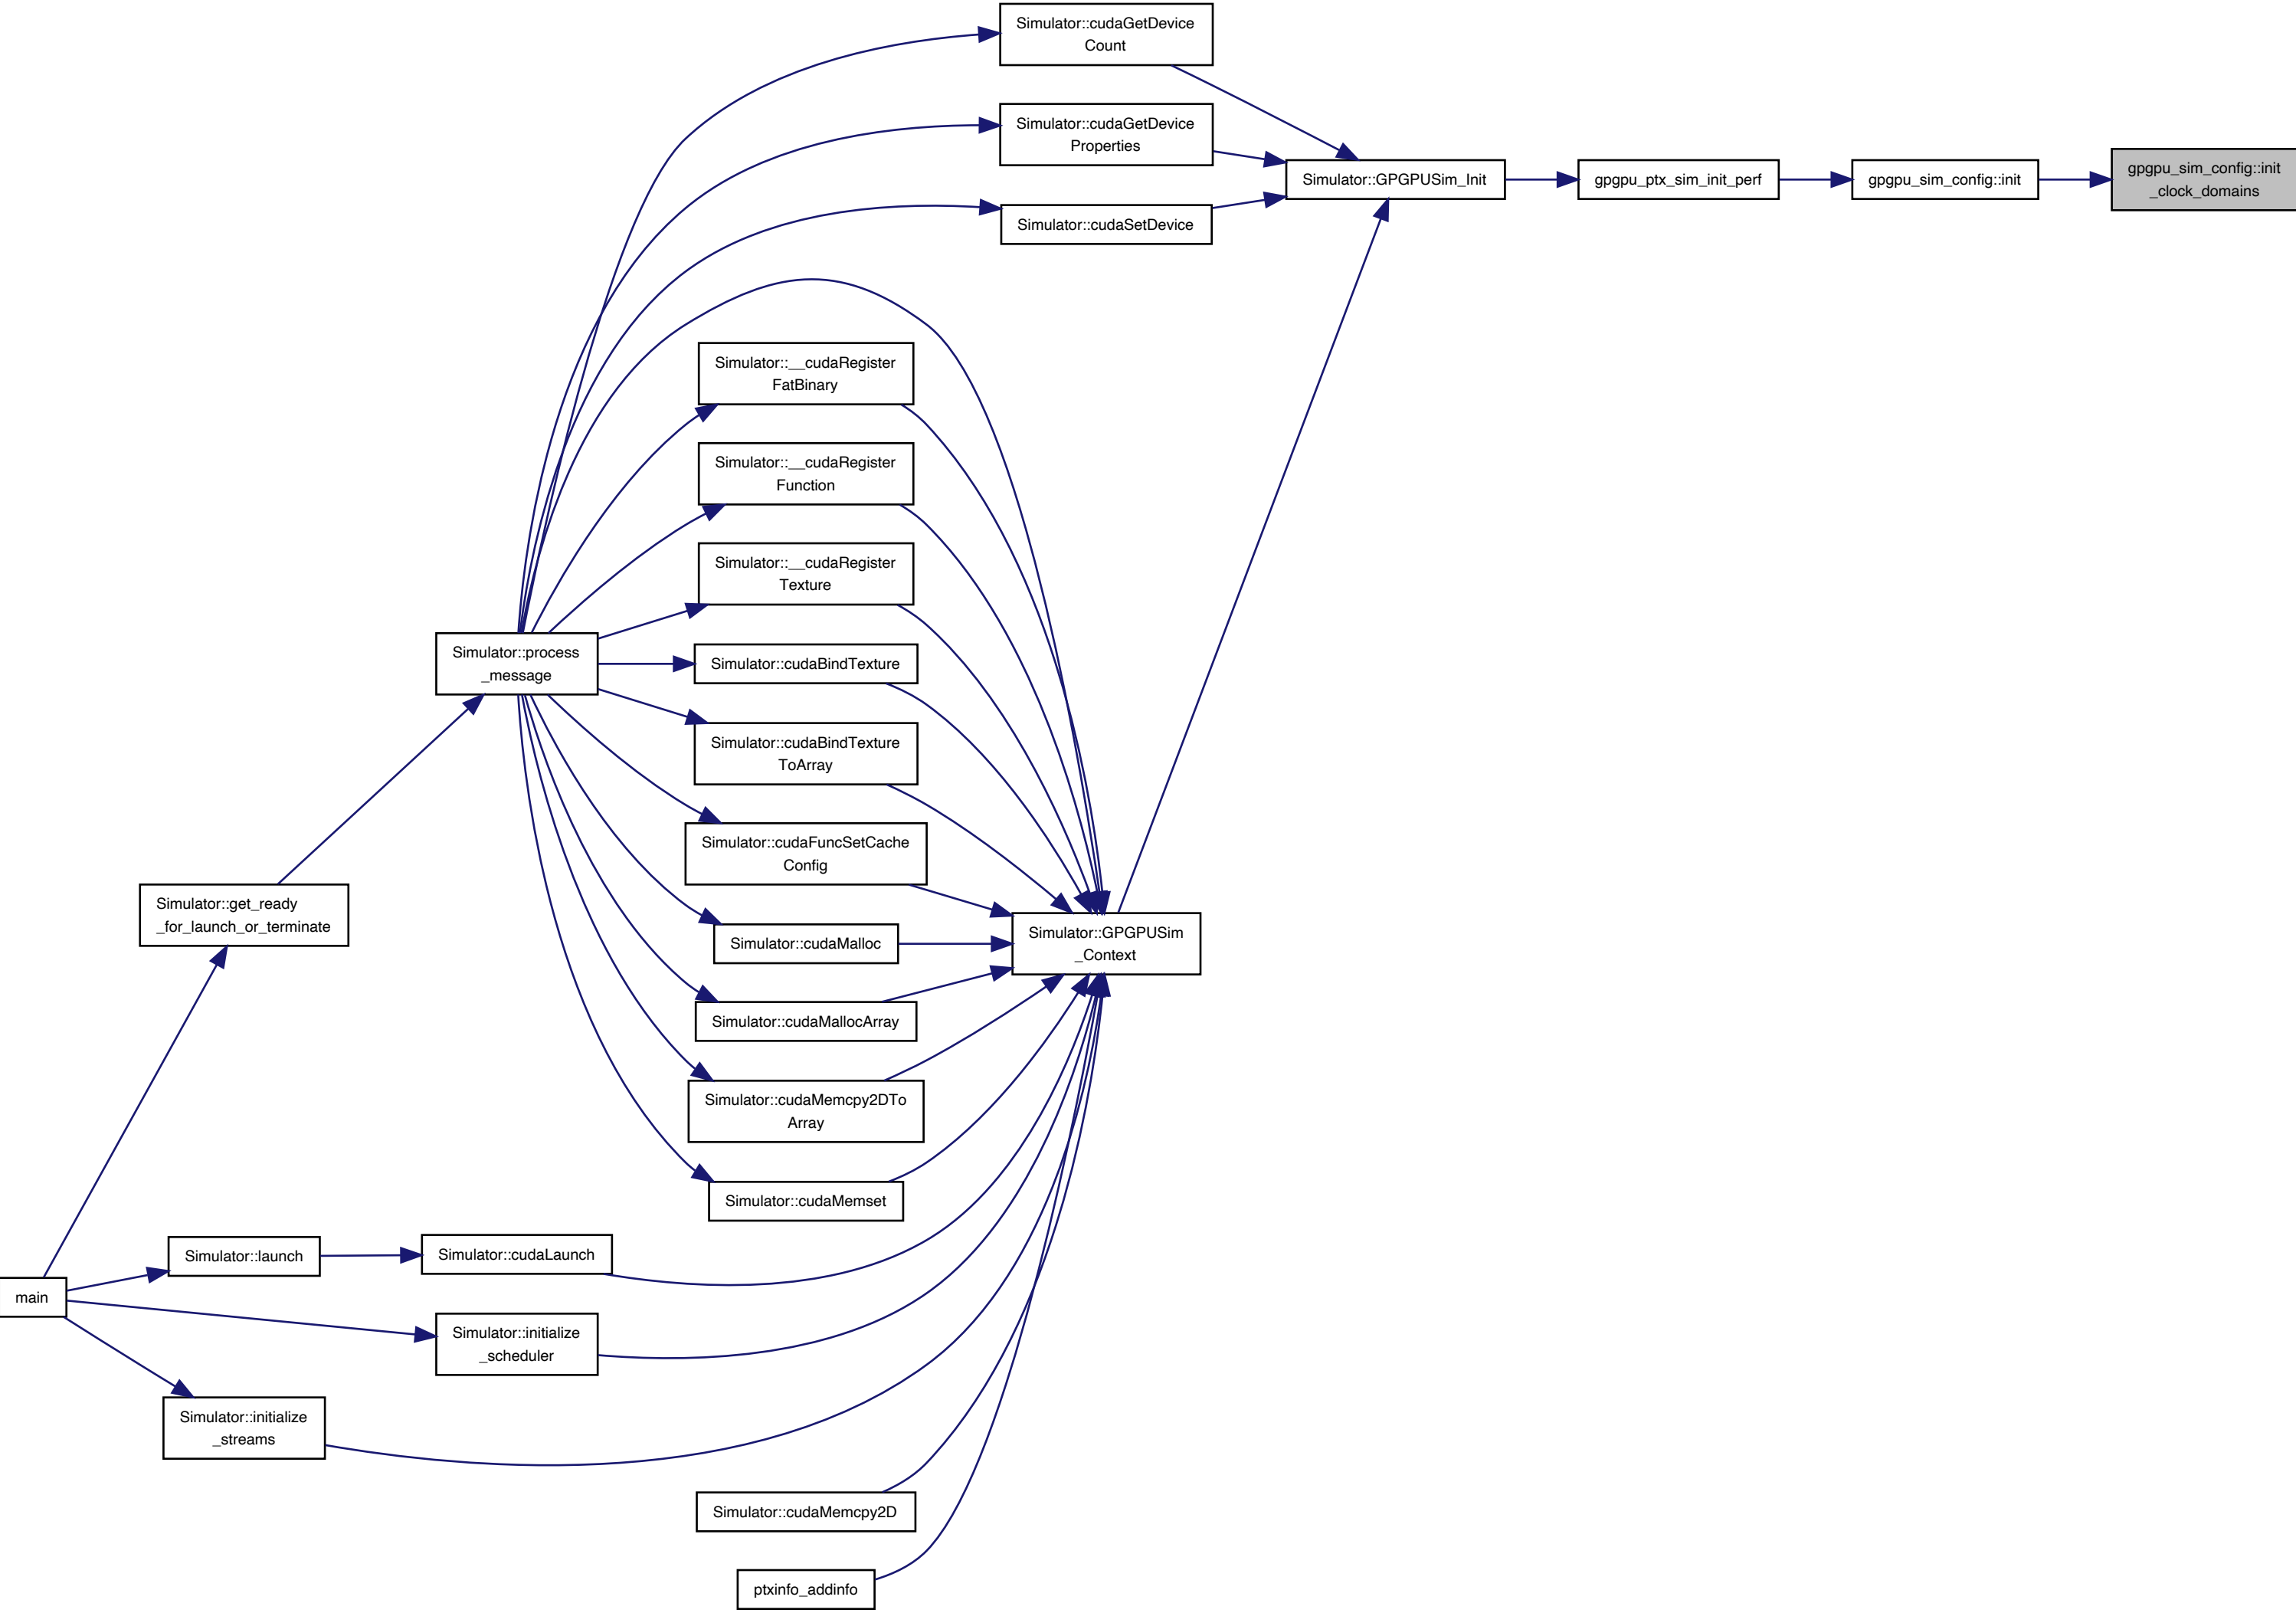 Simulator::cudaGetDevice
Count
Simulator::cudaGetDevice
Properties
Simulator::GPGPUSim_Init
gpgpu_ptx_sim_init_perf
gpgpu_sim_config::init
gpgpu_sim_config::init
_clock_domains
Simulator::cudaSetDevice
Simulator::__cudaRegister
FatBinary
Simulator::__cudaRegister
Function
Simulator::__cudaRegister
Texture
Simulator::process
_message
Simulator::cudaBindTexture
Simulator::cudaBindTexture
ToArray
Simulator::cudaFuncSetCache
Config
Simulator::get_ready
_for_launch_or_terminate
Simulator::cudaMalloc
Simulator::GPGPUSim
_Context
Simulator::cudaMallocArray
Simulator::cudaMemcpy2DTo
Array
Simulator::cudaMemset
Simulator::launch
Simulator::cudaLaunch
main
Simulator::initialize
_scheduler
Simulator::initialize
_streams
Simulator::cudaMemcpy2D
ptxinfo_addinfo